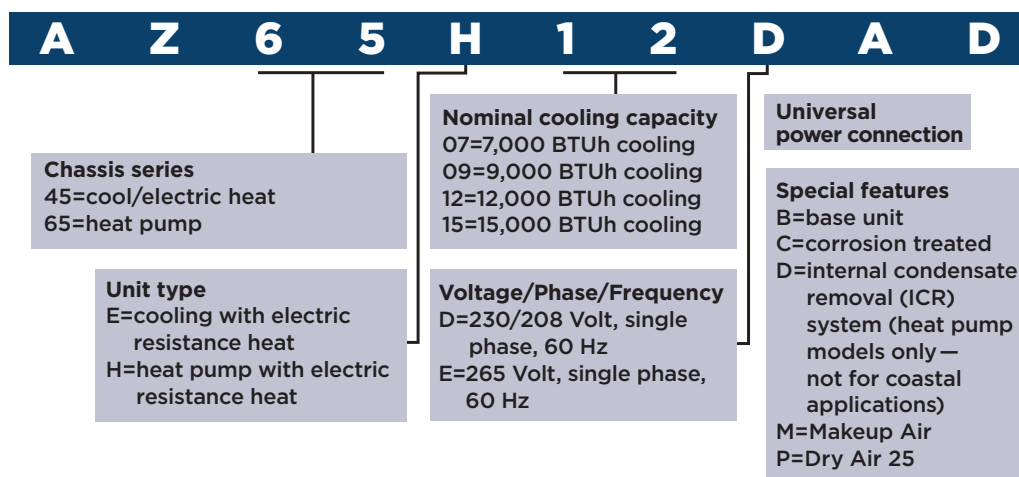 A Z 6 5 H 1 2 D A D
Chassis series
45=cool/electric heat
65=heat pump
Unit type
E=cooling with electric
resistance heat
H=heat pump with electric
resistance heat
Nominal cooling capacity
07=7,000 BTUh cooling
09=9,000 BTUh cooling
12=12,000 BTUh cooling
15=15,000 BTUh cooling
Voltage/Phase/Frequency
D=230/208 Volt, single
phase, 60 Hz
E=265 Volt, single phase,
60 Hz
Universal
power connection
Special features
B=base unit
C=corrosion treated
D=internal condensate
removal (ICR)
system (heat pump
models only—
not for coastal
applications)
M=Makeup Air
P=Dry Air 25